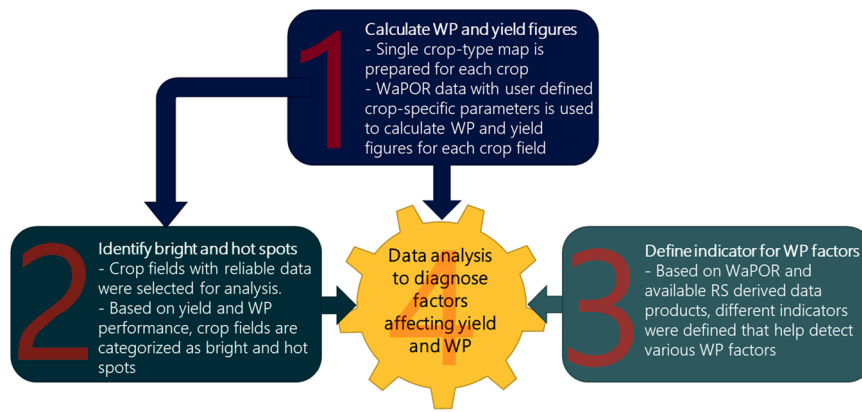 1
Calculate WP and yield figures
- Single crop-type map is
prepared for each crop
- WaPOR data with user defined
crop-specific parameters is used
to calculate WP and yield
figures for each crop field
2
Identify bright and hot spots
- Crop fields with reliable data
were selected for analysis.
- Based on yield and WP
performance, crop fields are
categorized as bright and hot
spots
3
Define indicator for WP factors
- Based on WaPOR and
available RS derived data
products, different indicators
were defined that help detect
various WP factors
4
Data analysis
to diagnose
factors
affecting yield
and WP